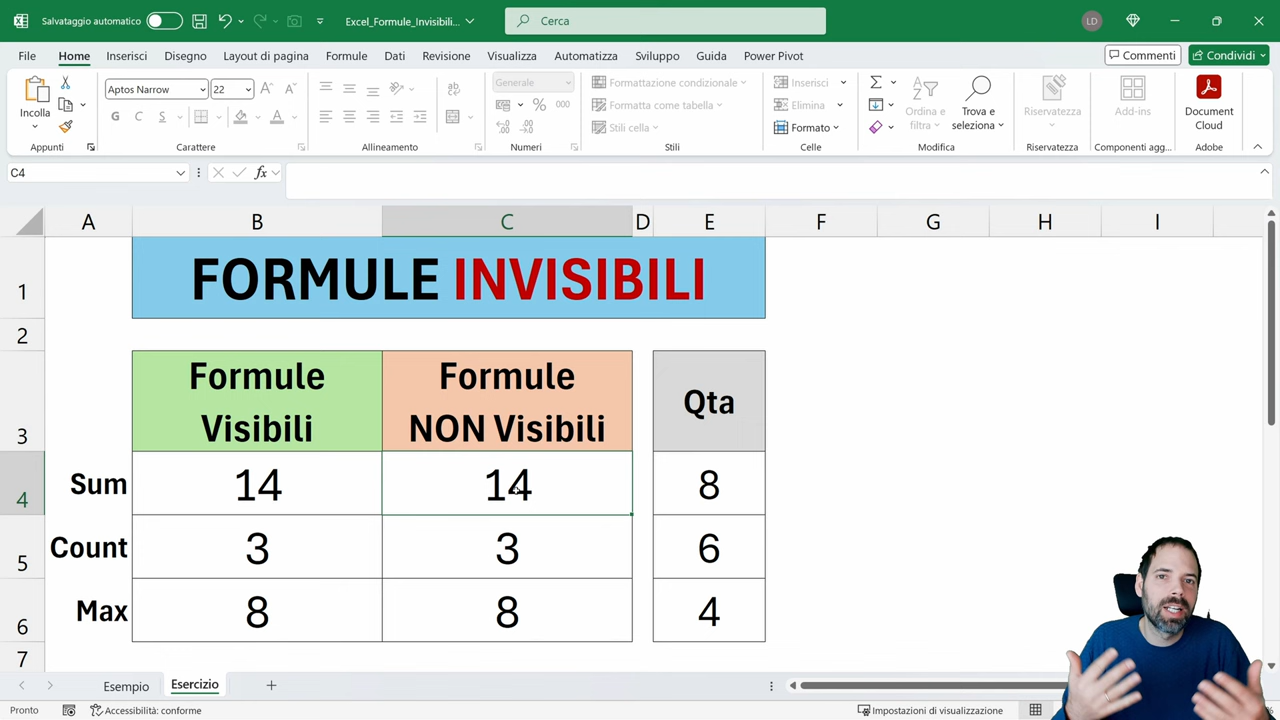 Salvataggio automatico
Excel_Formule_Invisibili...
Cerca
LD
File Home Inserisci Disegno Layout di pagina Formule Dati Revisione Visualizza Automatizza Sviluppo Guida Power Pivot
Commenti
Condividi
Incolla
Appunti
Aptos Narrow 22
G C S
Carattere
Allineamento
Generale
% 000
Numeri
Formattazione condizionale
Formatta come tabella
Stili cella
Stili
Inserisci
Elimina
Formato
Celle
Ordina e
filtra
Trova e
seleziona
Modifica
Riservatezza
Riservatezza
Add-ins
Componenti agg...
Document
Cloud
Adobe
C4
fx
A B C D E F G H I
1 FORMULE INVISIBILI
2
3 Formule
Visibili
Formule
NON Visibili
Qta
4 Sum 14 14 8
5 Count 3 3 6
6 Max 8 8 4
7
Esempio Esercizio
Pronto
Accessibilità: conforme
Impostazioni di visualizzazione